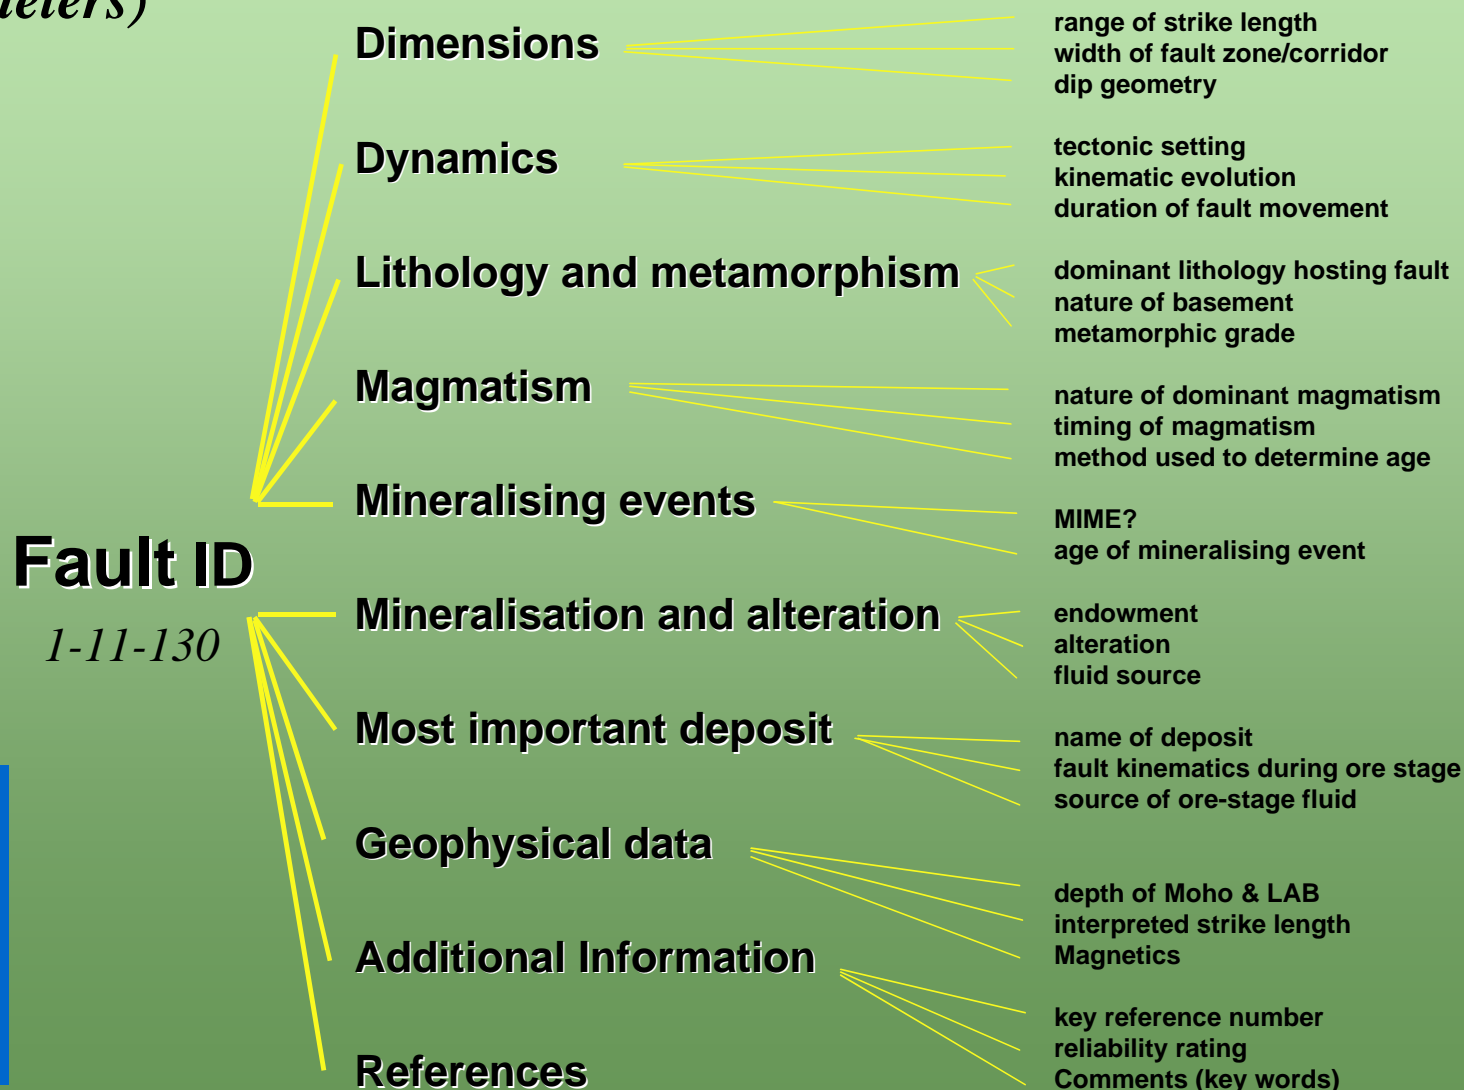 Dimensions
range of strike length
width of fault zone/corridor
dip geometry
Dynamics
tectonic setting
kinematic evolution
duration of fault movement
Lithology and metamorphism
dominant lithology hosting fault
nature of basement
metamorphic grade
Magmatism
nature of dominant magmatism
timing of magmatism
method used to determine age
Mineralising events
MIME?
age of mineralising event
Fault ID
1-11-130
Mineralisation and alteration
endowment
alteration
fluid source
Most important deposit
name of deposit
fault kinematics during ore stage
source of ore-stage fluid
Geophysical data
depth of Moho & LAB
interpreted strike length
Magnetics
Additional Information
key reference number
reliability rating
Comments (key words)
References